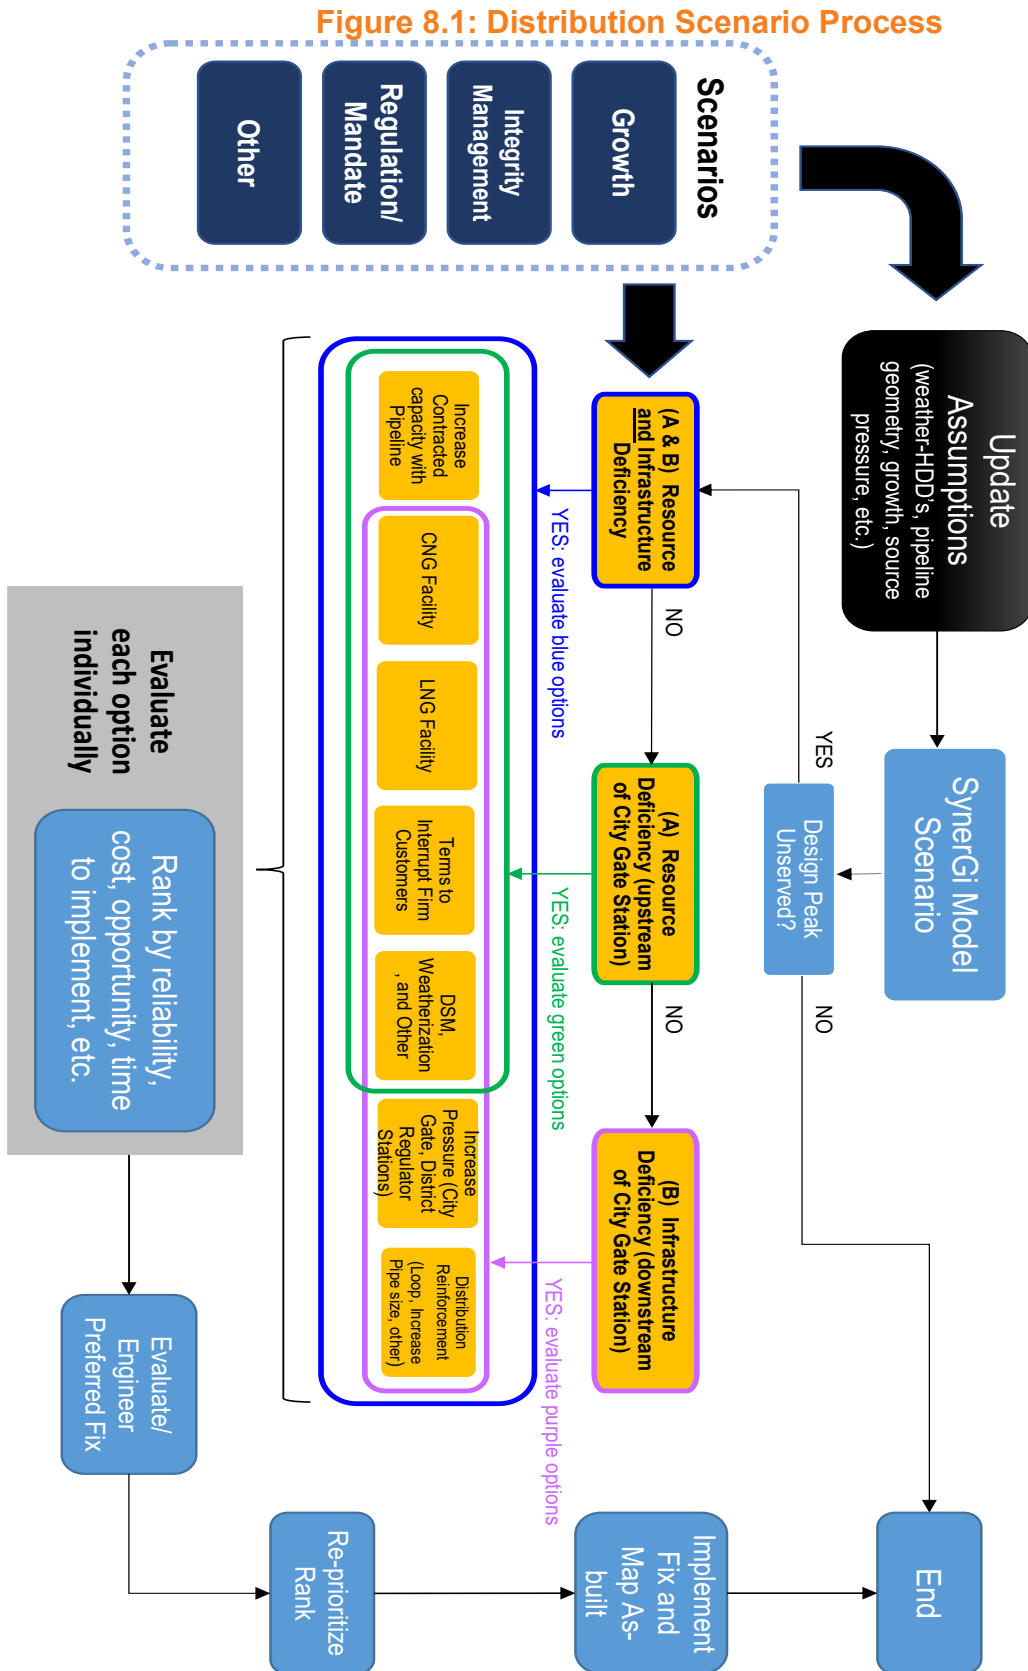 Figure 8.1: Distribution Scenario Process
Scenarios
Growth
Integrity
Management
Regulation/
Mandate
Other
Update
Assumptions
(weather-HDD's, pipeline
geometry, growth, source
pressure, etc.)
SynerGi Model
Scenario
Design Peak
Unserved?
YES
NO
End
(A & B) Resource
and Infrastructure
Deficiency
NO
(A) Resource
Deficiency (upstream
of City Gate Station)
NO
(B) Infrastructure
Deficiency (downstream
of City Gate Station)
YES: evaluate blue options
YES: evaluate green options
YES: evaluate purple options
Increase
Contracted
capacity with
Pipeline
CNG Facility
LNG Facility
Terms to
Interrupt Firm
Customers
DSM,
Weatherization
, and Other
Increase
Pressure (City
Gate, District
Regulator
Stations)
Distribution
Reinforcement
(Loop, Increase
Pipe size, other)
Evaluate
each option
individually
Rank by reliability,
cost, opportunity, time
to implement, etc.
Evaluate/
Engineer
Preferred Fix
Re-prioritize
Rank
Implement
Fix and
Map As-
built